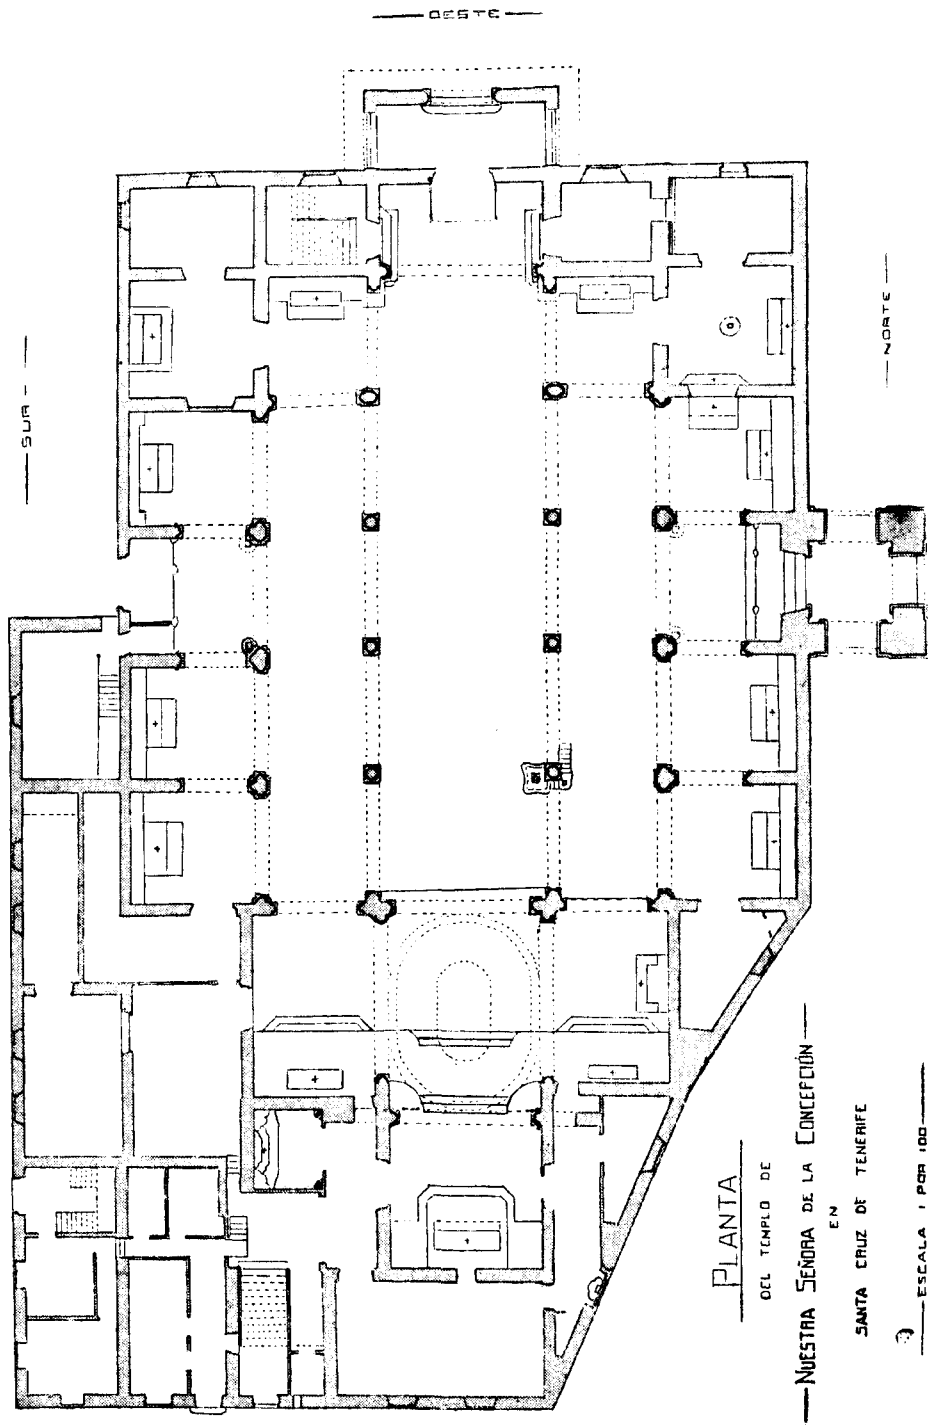 OESTE
SUR
NORTE
PLANTA
DEL TEMPLO DE
NUESTRA SEÑORA DE LA CONCEPCIÓN
EN
SANTA CRUZ DE TENERIFE
ESCALA 1 POR 100